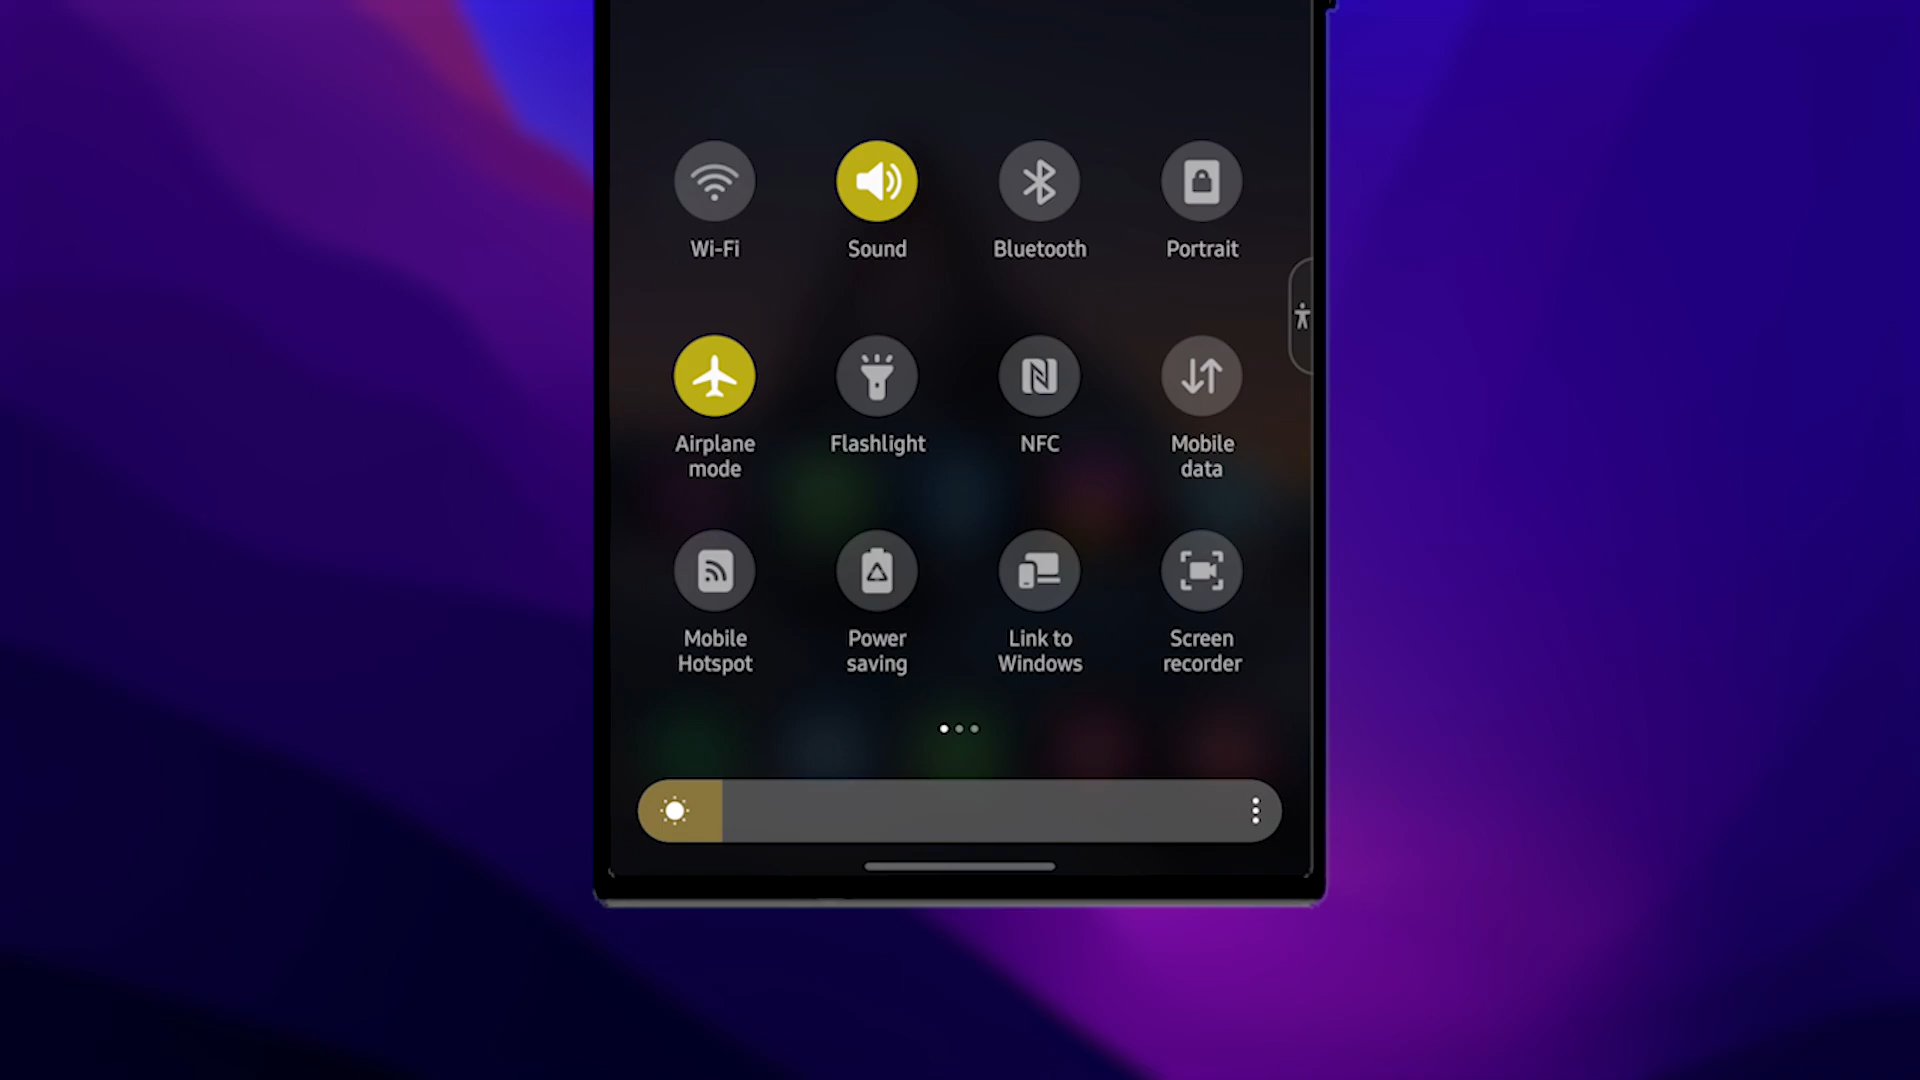 Wi-Fi
Sound
Bluetooth
Portrait
Airplane
mode
Flashlight
NFC
Mobile
data
Mobile
Hotspot
Power
saving
Link to
Windows
Screen
recorder